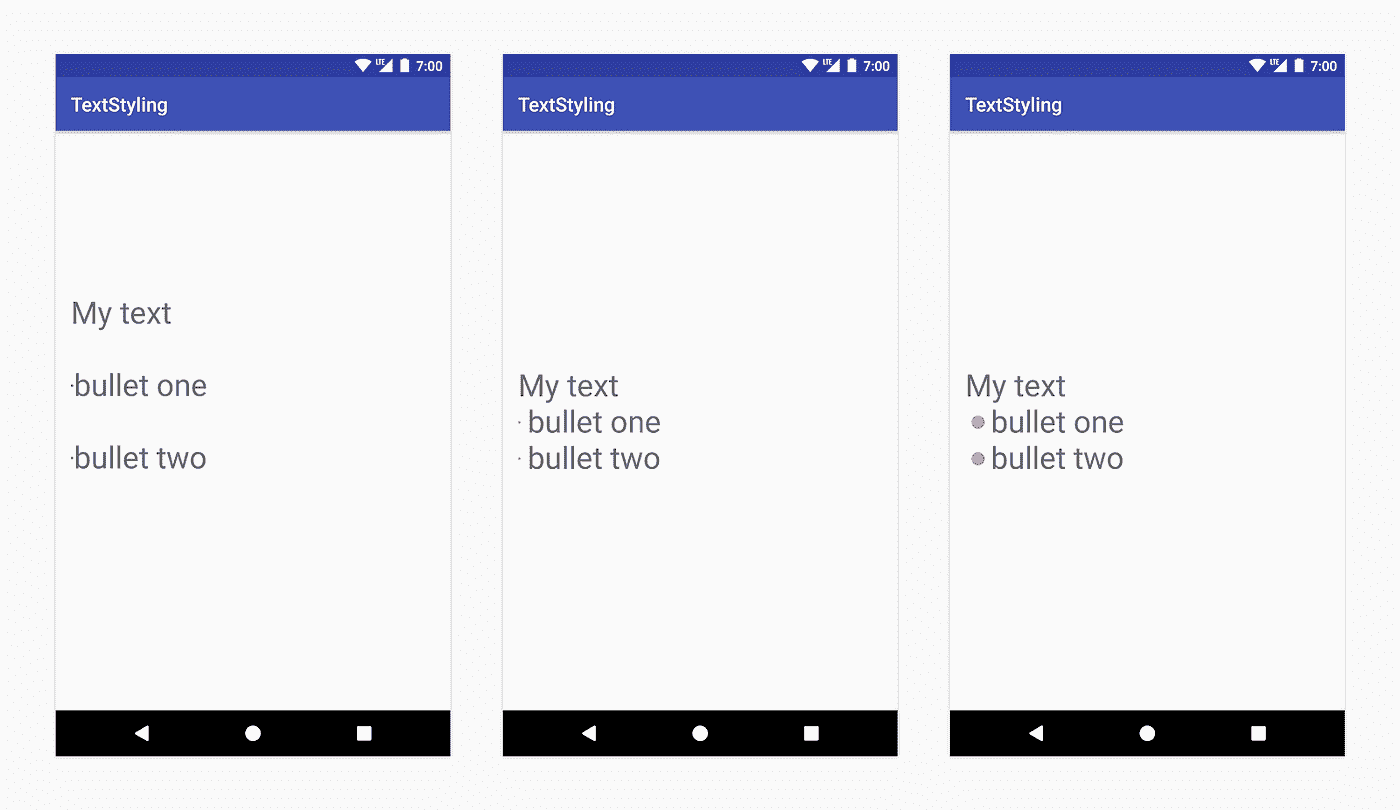 LTE 7:00
TextStyling
My text
·bullet one
·bullet two
LTE 7:00
TextStyling
My text
· bullet one
· bullet two
LTE 7:00
TextStyling
My text
● bullet one
● bullet two